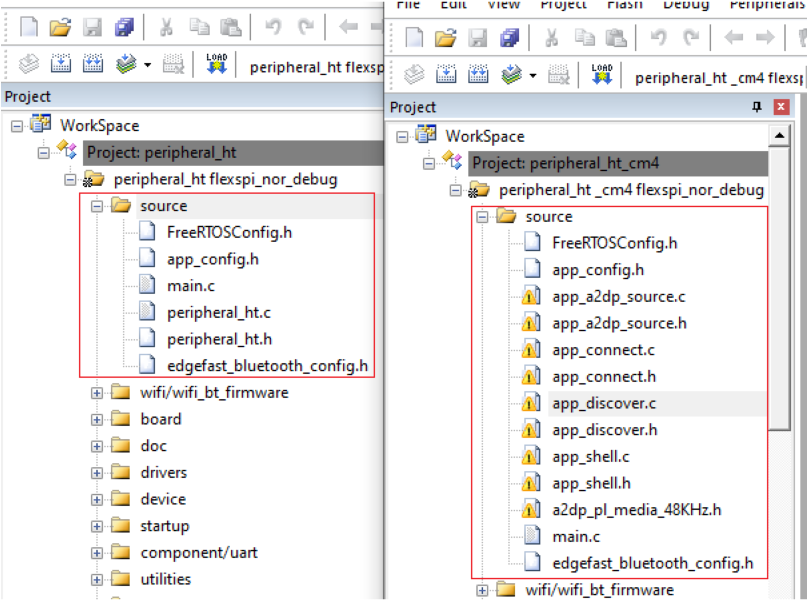 peripheral_ht flexsp
Project
WorkSpace
Project: peripheral_ht
peripheral_ht flexspi_nor_debug
source
FreeRTOSConfig.h
app_config.h
main.c
peripheral_ht.c
peripheral_ht.h
edgefast_bluetooth_config.h
wifi/wifi_bt_firmware
board
doc
drivers
device
startup
component/uart
utilities
File Edit View Project Flash Debug Peripherals
LOAD
LOAD
peripheral_ht _cm4 flexsp
Project
WorkSpace
Project: peripheral_ht_cm4
peripheral_ht _cm4 flexspi_nor_debug
source
FreeRTOSConfig.h
app_config.h
app_a2dp_source.c
app_a2dp_source.h
app_connect.c
app_connect.h
app_discover.c
app_discover.h
app_shell.c
app_shell.h
a2dp_pl_media_48KHz.h
main.c
edgefast_bluetooth_config.h
wifi/wifi_bt_firmware